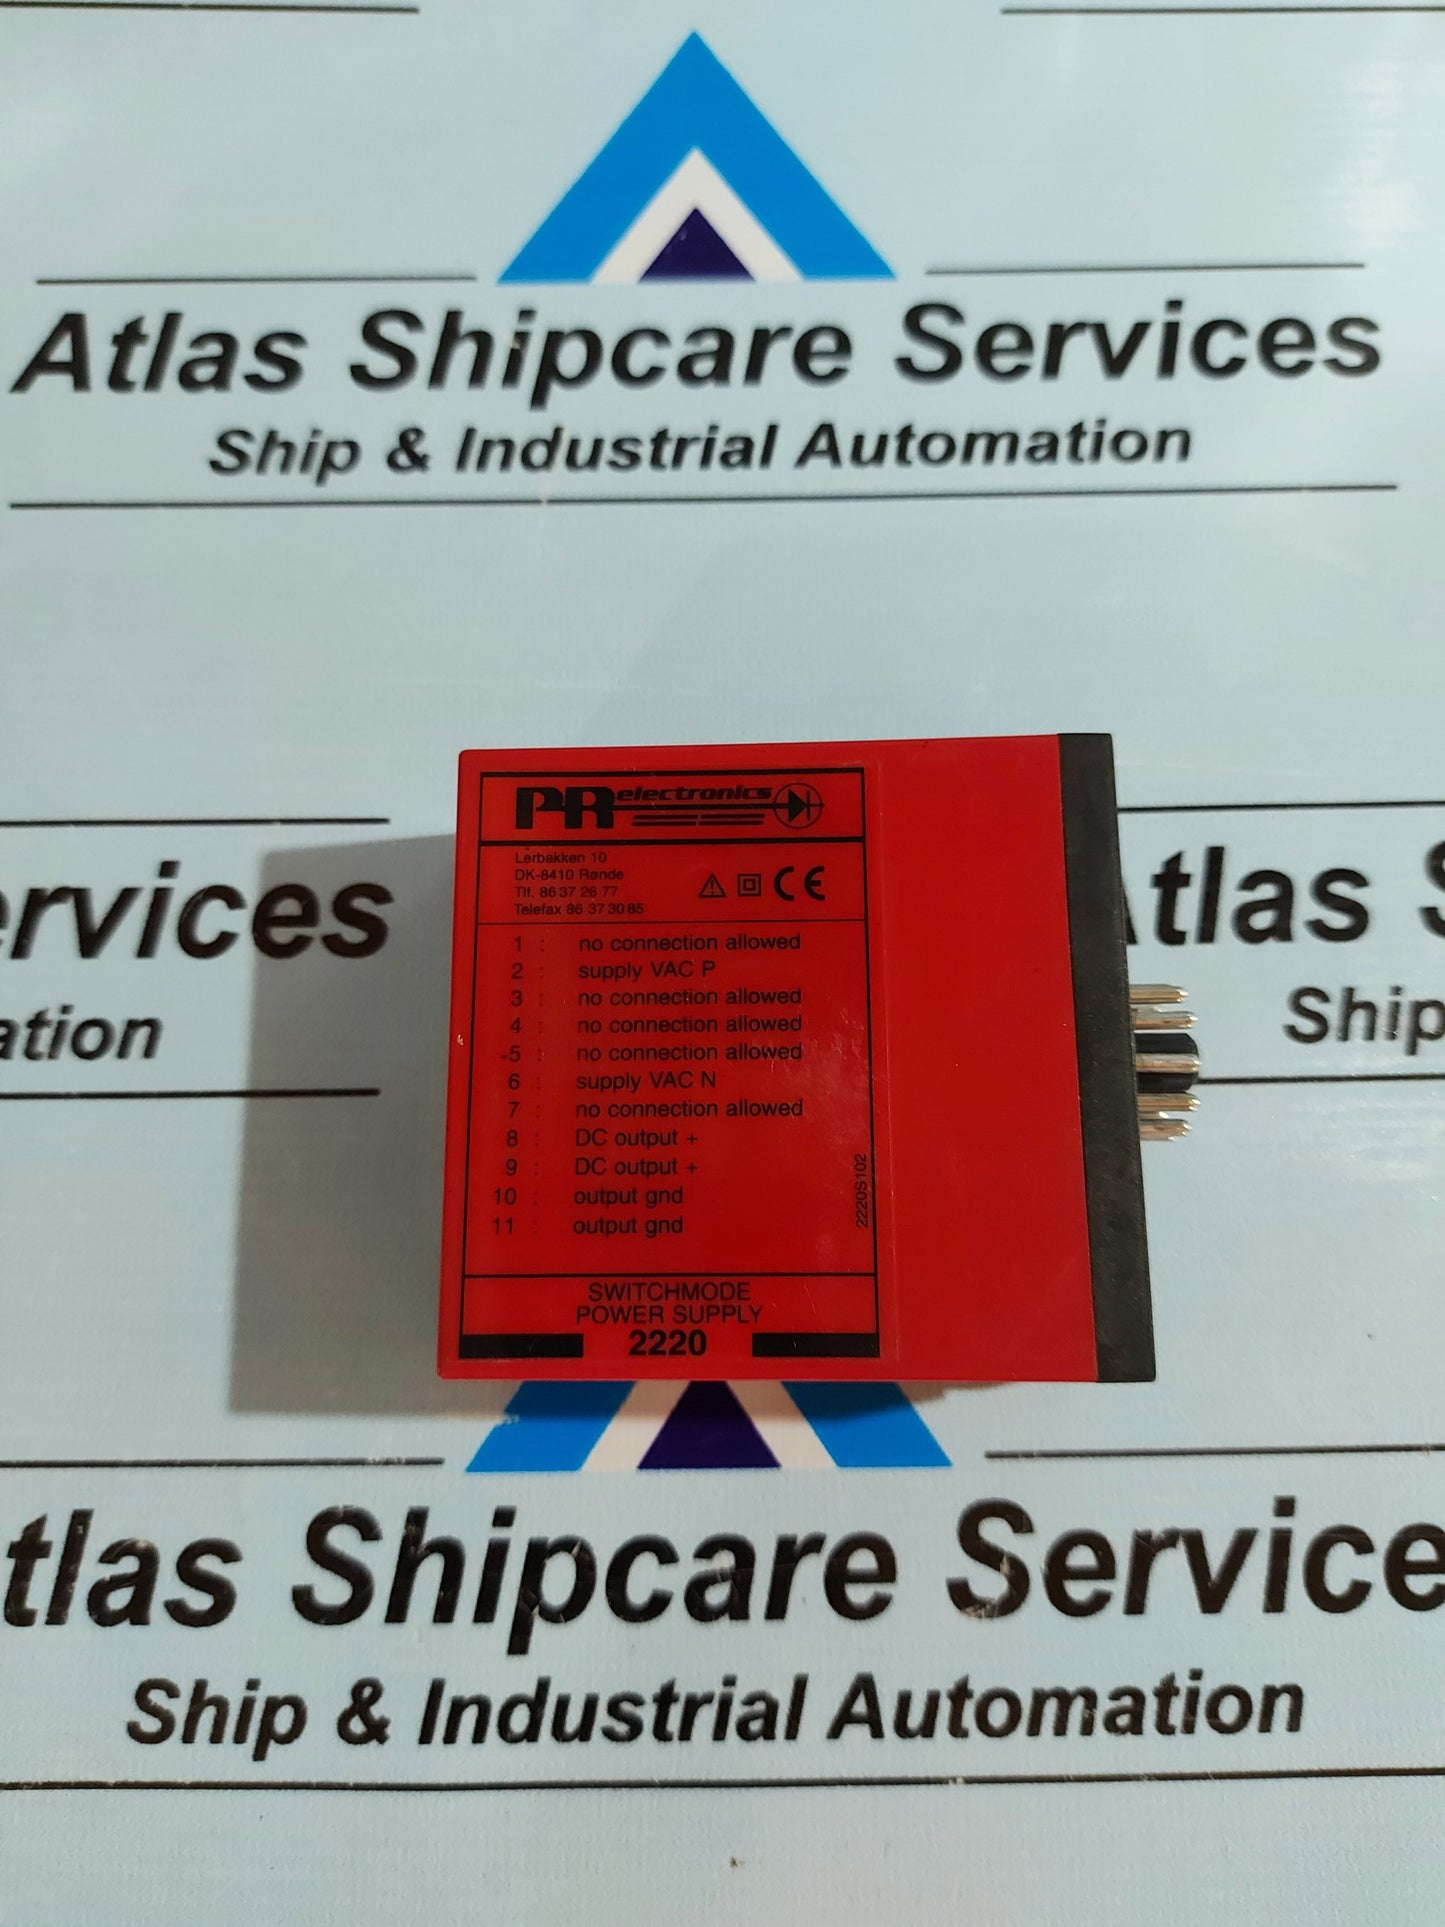 Atlas Shipcare Services
Ship & Industrial Automation
PR electronics
Lerbakken 10
DK-8410 Rønde
Tlf. 86 37 26 77
Telefax 86 37 30 85
CE
1 : no connection allowed
2 : supply VAC P
3 : no connection allowed
4 : no connection allowed
5 : no connection allowed
6 : supply VAC N
7 : no connection allowed
8 : DC output +
9 : DC output +
10 : output gnd
11 : output gnd
2220S102
SWITCHMODE
POWER SUPPLY
2220
ervices
ation
Atlas S
Ship
tlas Shipcare Service
Ship & Industrial Automation